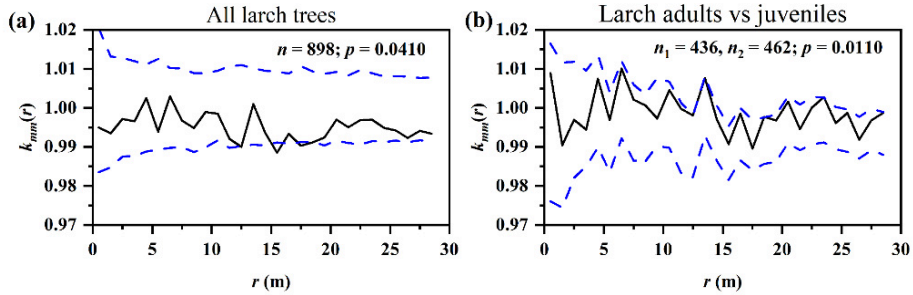 (a)
All larch trees
n = 898; p = 0.0410
kmm(r)
1.02
1.01
1.00
0.99
0.98
0.97
0 5 10 15 20 25 30
r (m)
(b)
Larch adults vs juveniles
n1 = 436, n2 = 462; p = 0.0110
kmm(r)
1.02
1.01
1.00
0.99
0.98
0.97
0 5 10 15 20 25 30
r (m)